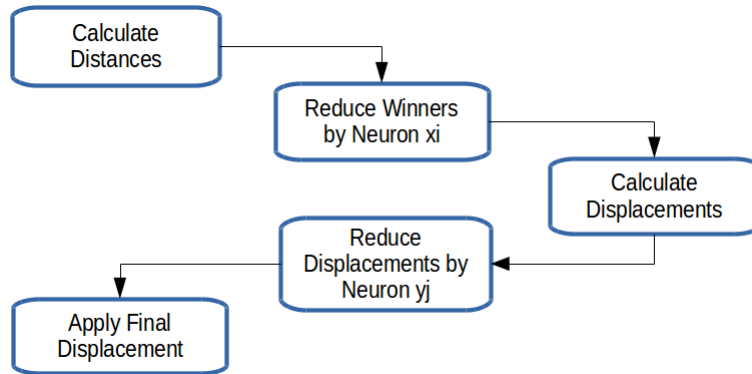 Calculate
Distances
Reduce Winners
by Neuron xi
Calculate
Displacements
Reduce
Displacements by
Neuron yj
Apply Final
Displacement